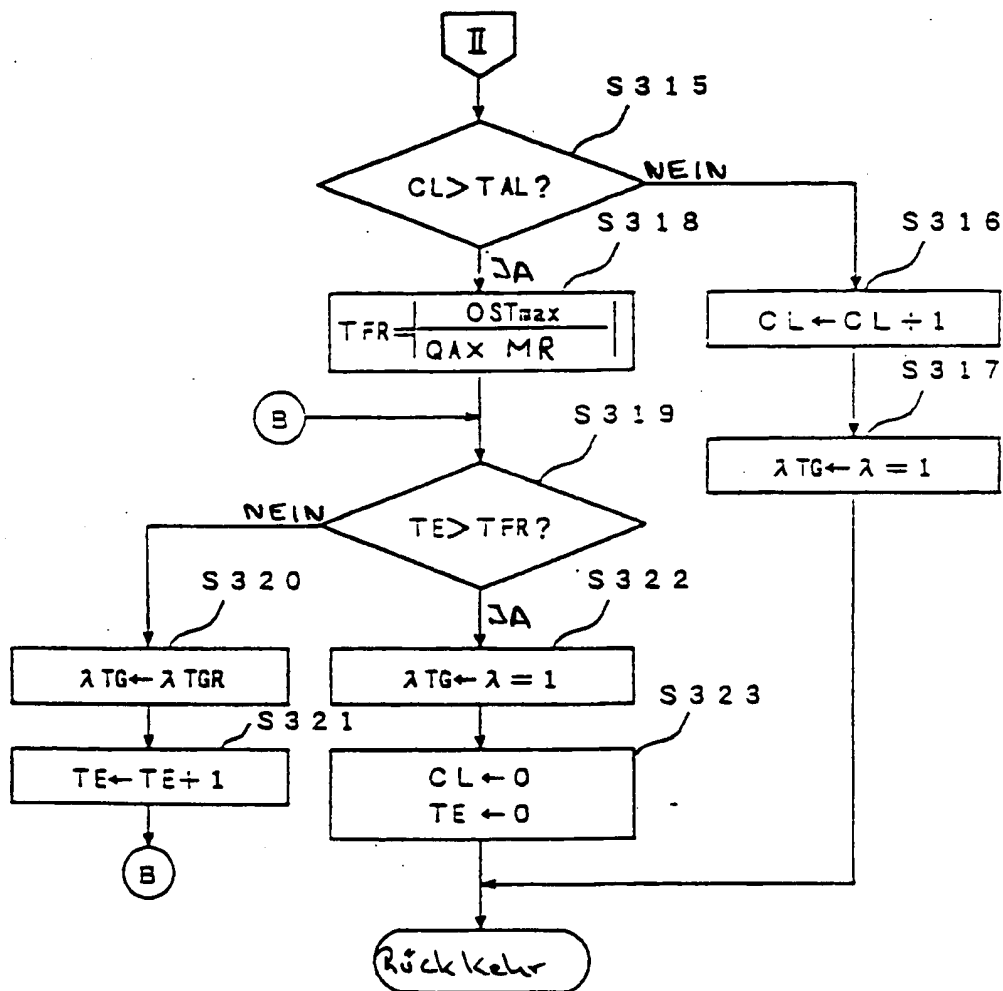 II
S315
CL>TAL?
NEIN
S318
S316
JA
TFR=|OSTmax
QA× MR|
CL←CL+1
S317
B
S319
λTG←λ=1
NEIN
TE>TFR?
S320
S322
JA
λTG←λTGR
λTG←λ=1
S323
S321
TE←TE+1
CL←0
TE←0
B
Rückkehr